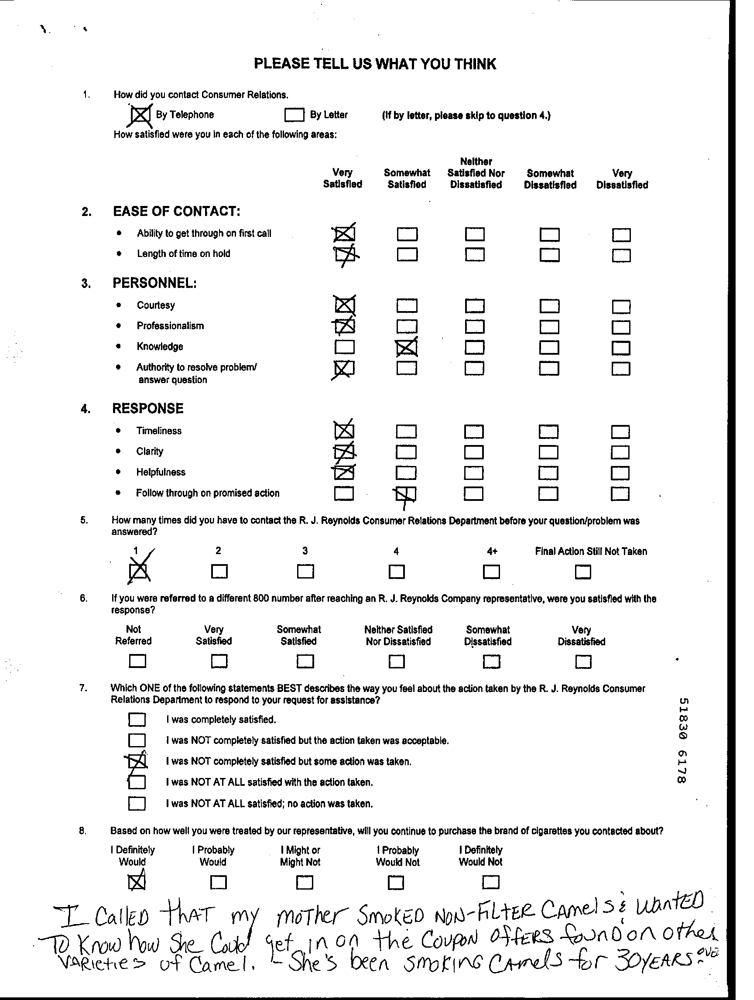 PLEASE TELL US WHAT YOU THINK
1. How did you contact Consumer Relations.
By Telephone By Letter (If by letter, please skip to question 4.)
How satisfied were you in each of the following areas:
Very Satisfied Somewhat Satisfied Neither Satisfied Nor Dissatisfied Somewhat Dissatisfied Very Dissatisfied
2. EASE OF CONTACT:
• Ability to get through on first call
• Length of time on hold
3. PERSONNEL:
• Courtesy
• Professionalism
• Knowledge
• Authority to resolve problem/
answer question
4. RESPONSE
• Timeliness
• Clarity
• Helpfulness
• Follow through on promised action
5. How many times did you have to contact the R. J. Reynolds Consumer Relations Department before your question/problem was
answered?
1 2 3 4 4+ Final Action Still Not Taken
6. If you were referred to a different 800 number after reaching an R. J. Reynolds Company representative, were you satisfied with the
response?
Not Referred Very Satisfied Somewhat Satisfied Neither Satisfied Nor Dissatisfied Somewhat Dissatisfied Very Dissatisfied
7. Which ONE of the following statements BEST describes the way you feel about the action taken by the R. J. Reynolds Consumer
Relations Department to respond to your request for assistance?
I was completely satisfied.
I was NOT completely satisfied but the action taken was acceptable.
I was NOT completely satisfied but some action was taken.
I was NOT AT ALL satisfied with the action taken.
I was NOT AT ALL satisfied; no action was taken.
8. Based on how well you were treated by our representative, will you continue to purchase the brand of cigarettes you contacted about?
I Definitely Would I Probably Would I Might or Might Not I Probably Would Not I Definitely Would Not
I CAllED thAT my mother SmokED NON-FilTER CAmelS & WANtED
TO KNOW how She Could get in on the Coupon OFFERS foUND on other
VARIetieS of Camel. - She's been SmokiNG CAmelS for 30 YEARS over
51830 6178